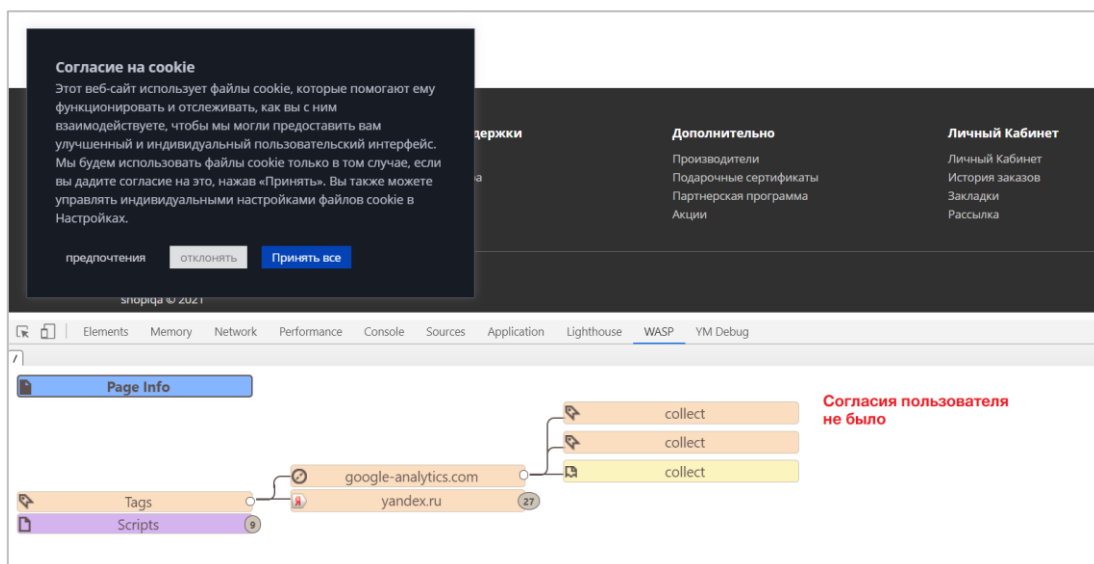 Согласие на cookie
Этот веб-сайт использует файлы cookie, которые помогают ему
функционировать и отслеживать, как вы с ним
взаимодействуете, чтобы мы могли предоставить вам
улучшенный и индивидуальный пользовательский интерфейс.
Мы будем использовать файлы cookie только в том случае, если
вы дадите согласие на это, нажав «Принять». Вы также можете
управлять индивидуальными настройками файлов cookie в
Настройках.
предпочтения отклонять Принять все
держки
Дополнительно
Производители
Подарочные сертификаты
Партнерская программа
Акции
Личный Кабинет
Личный Кабинет
История заказов
Закладки
Рассылка
shopiqa © 2021
Elements Memory Network Performance Console Sources Application Lighthouse WASP YM Debug
/
Page Info
Согласия пользователя
не было
collect
collect
google-analytics.com collect
Tags yandex.ru 27
Scripts 9